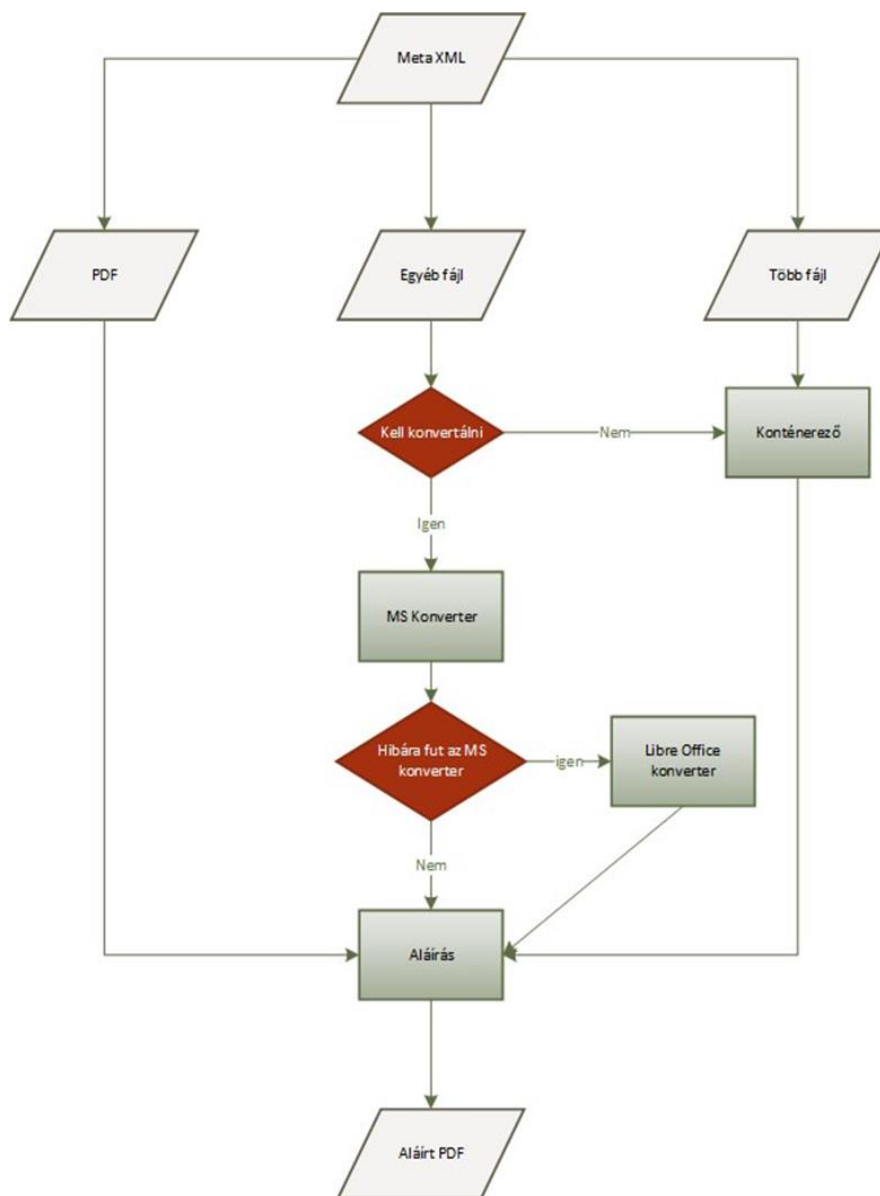 Meta XML
PDF
Egyéb fájl
Több fájl
Kell konvertálni
Nem
Konténerező
Igen
MS Konverter
Hibára fut az MS
konverter
igen
Libre Office
konverter
Nem
Aláírás
Aláírt PDF